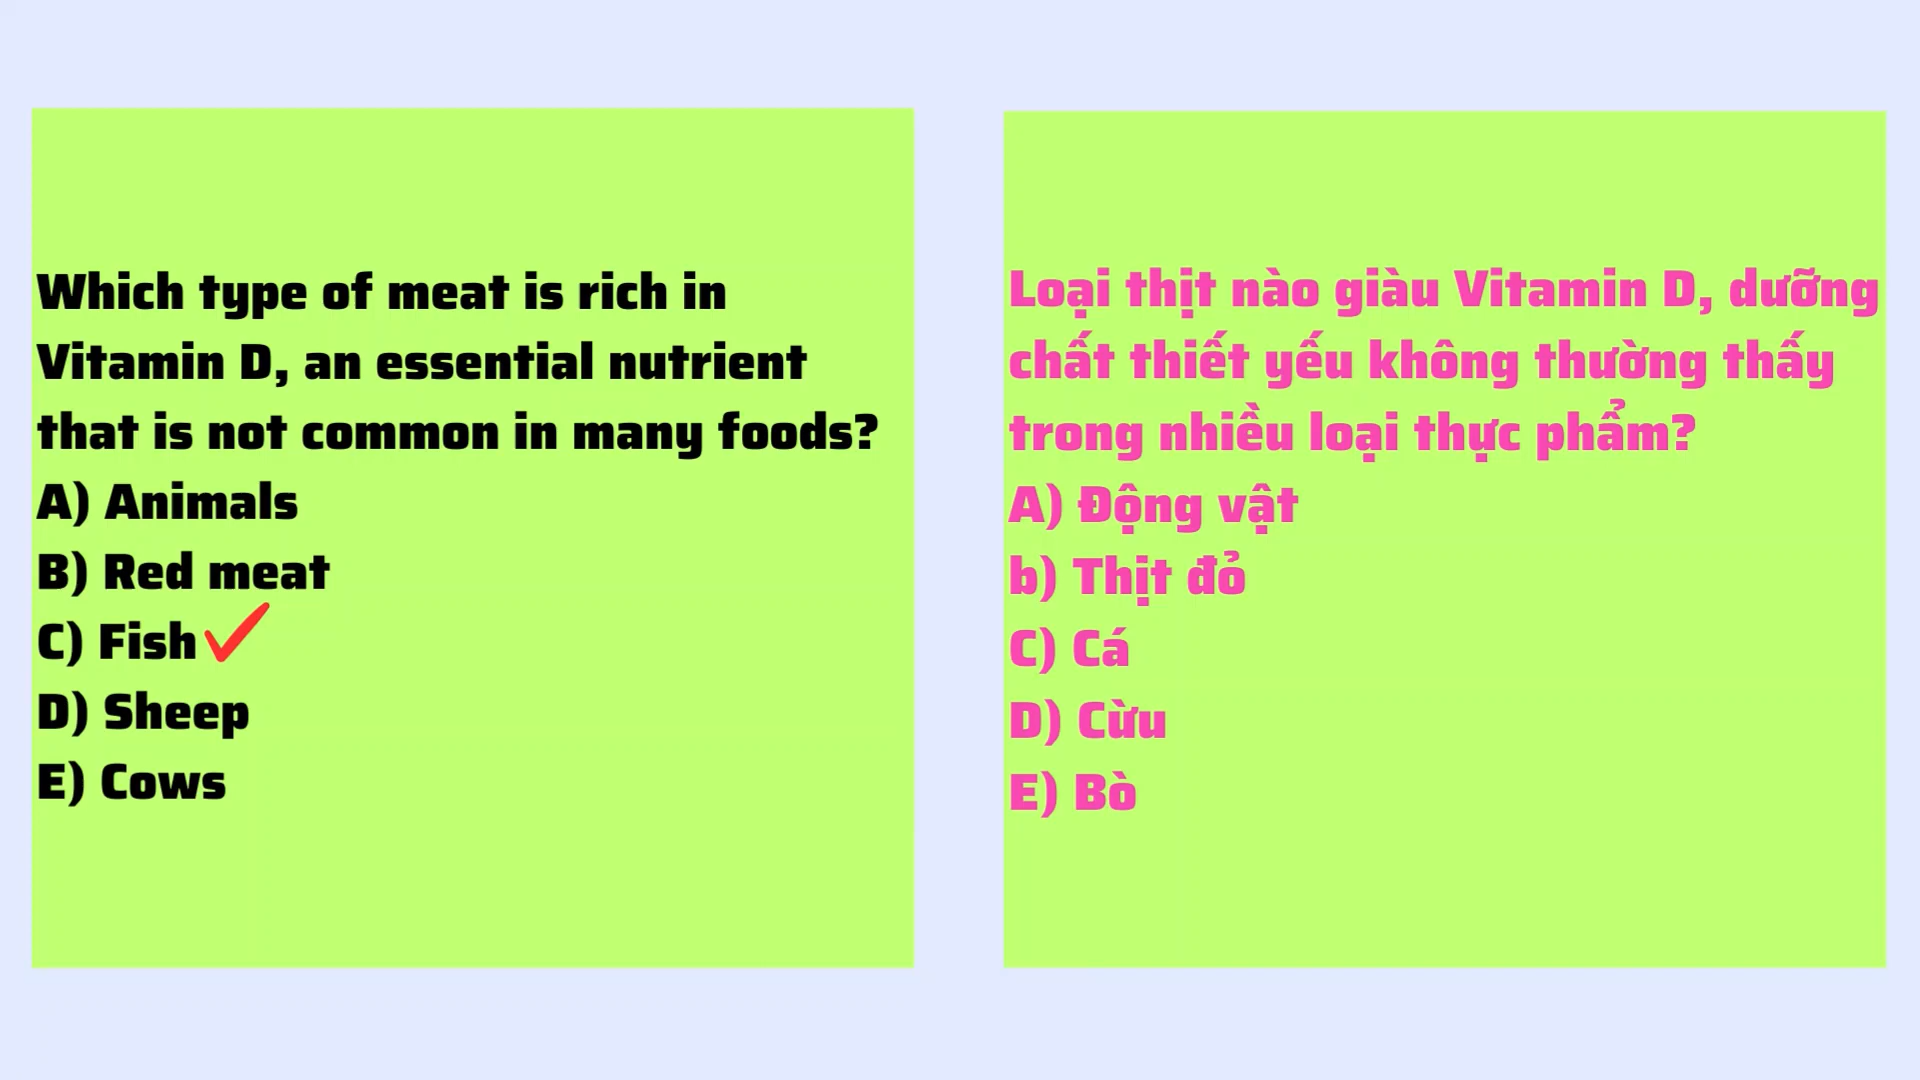 Which type of meat is rich in
Vitamin D, an essential nutrient
that is not common in many foods?
A) Animals
B) Red meat
C) Fish
D) Sheep
E) Cows
Loại thịt nào giàu Vitamin D, dưỡng
chất thiết yếu không thường thấy
trong nhiều loại thực phẩm?
A) Động vật
b) Thịt đỏ
C) Cá
D) Cừu
E) Bò